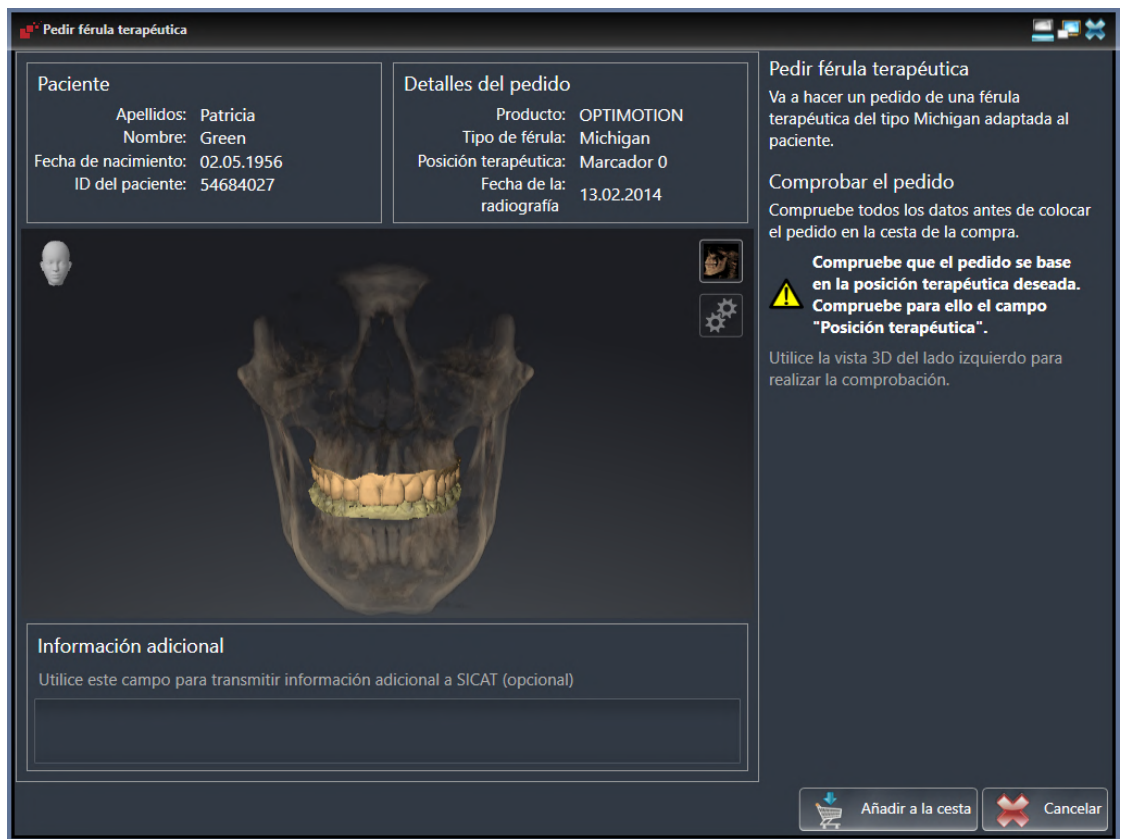 Pedir férula terapéutica
Paciente
Apellidos: Patricia
Nombre: Green
Fecha de nacimiento: 02.05.1956
ID del paciente: 54684027
Detalles del pedido
Producto: OPTIMOTION
Tipo de férula: Michigan
Posición terapéutica: Marcador 0
Fecha de la:
radiografía
13.02.2014
Información adicional
Utilice este campo para transmitir información adicional a SICAT (opcional)
Pedir férula terapéutica
Va a hacer un pedido de una férula
terapéutica del tipo Michigan adaptada al
paciente.
Comprobar el pedido
Compruebe todos los datos antes de colocar
el pedido en la cesta de la compra.
Compruebe que el pedido se base
en la posición terapéutica deseada.
Compruebe para ello el campo
"Posición terapéutica".
Utilice la vista 3D del lado izquierdo para
realizar la comprobación.
Añadir a la cesta
Cancelar